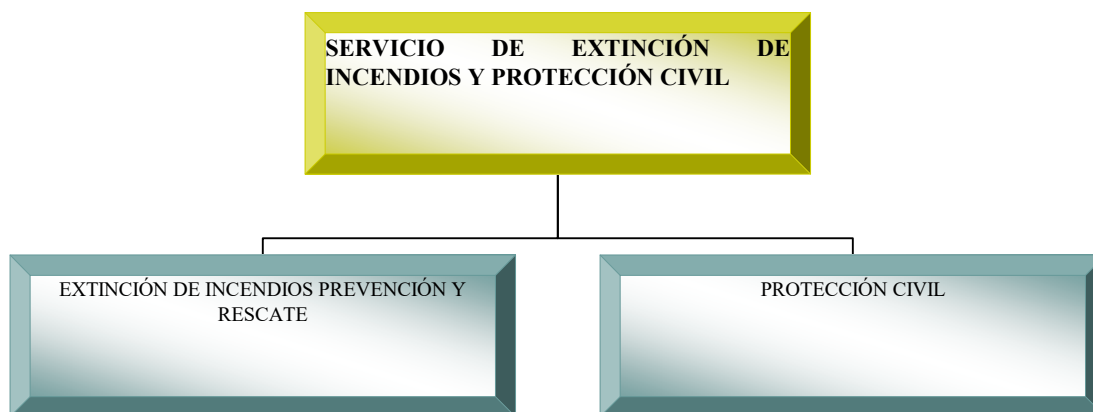 SERVICIO DE EXTINCIÓN DE
INCENDIOS Y PROTECCIÓN CIVIL
EXTINCIÓN DE INCENDIOS PREVENCIÓN Y
RESCATE
PROTECCIÓN CIVIL